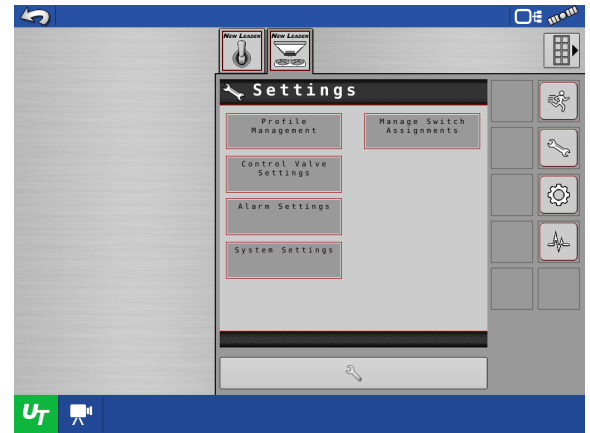 New Leader
New Leader
Settings
Profile
Management
Manage Switch
Assignments
Control Valve
Settings
Alarm Settings
System Settings
UT